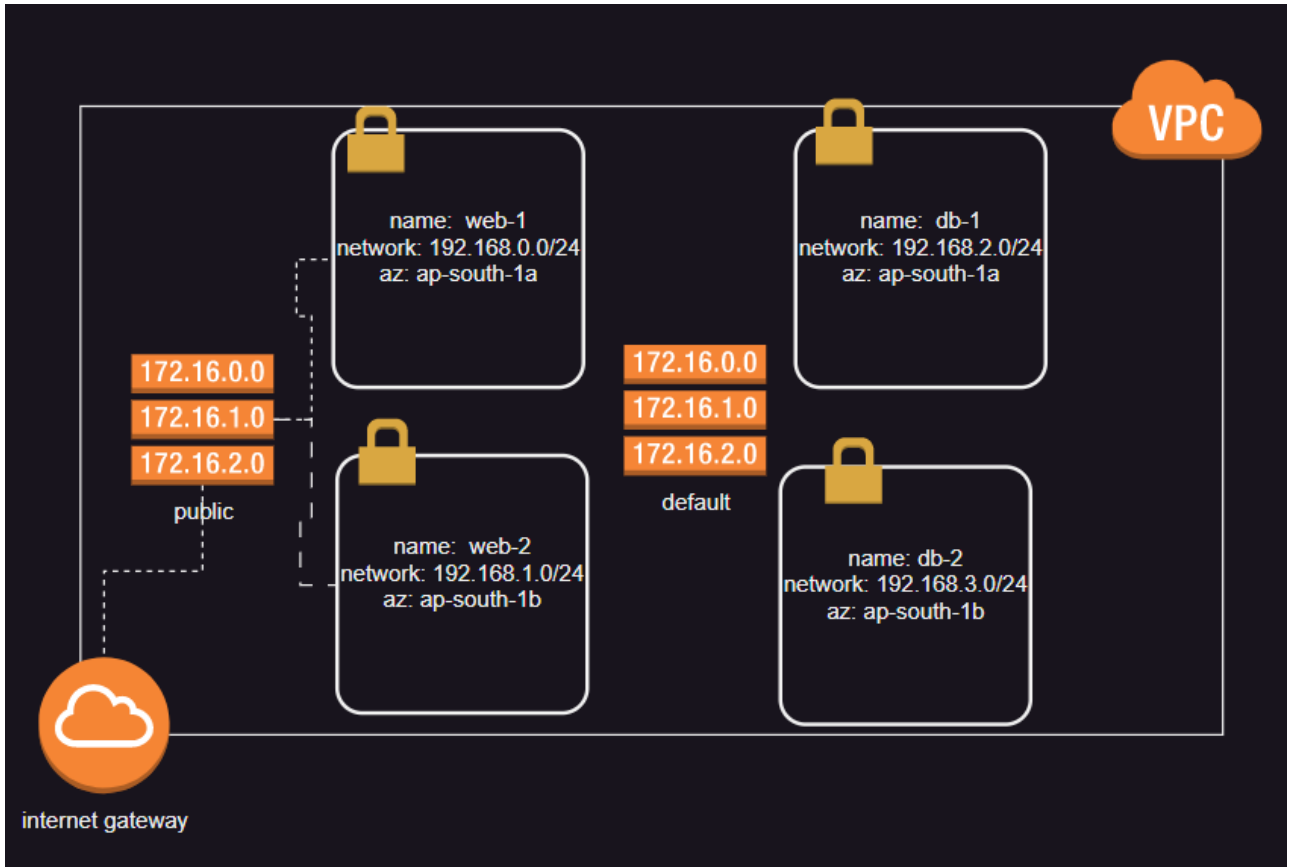 VPC
name: web-1
network: 192.168.0.0/24
az: ap-south-1a
name: db-1
network: 192.168.2.0/24
az: ap-south-1a
172.16.0.0
172.16.1.0
172.16.2.0
public
172.16.0.0
172.16.1.0
172.16.2.0
default
name: web-2
network: 192.168.1.0/24
az: ap-south-1b
name: db-2
network: 192.168.3.0/24
az: ap-south-1b
internet gateway